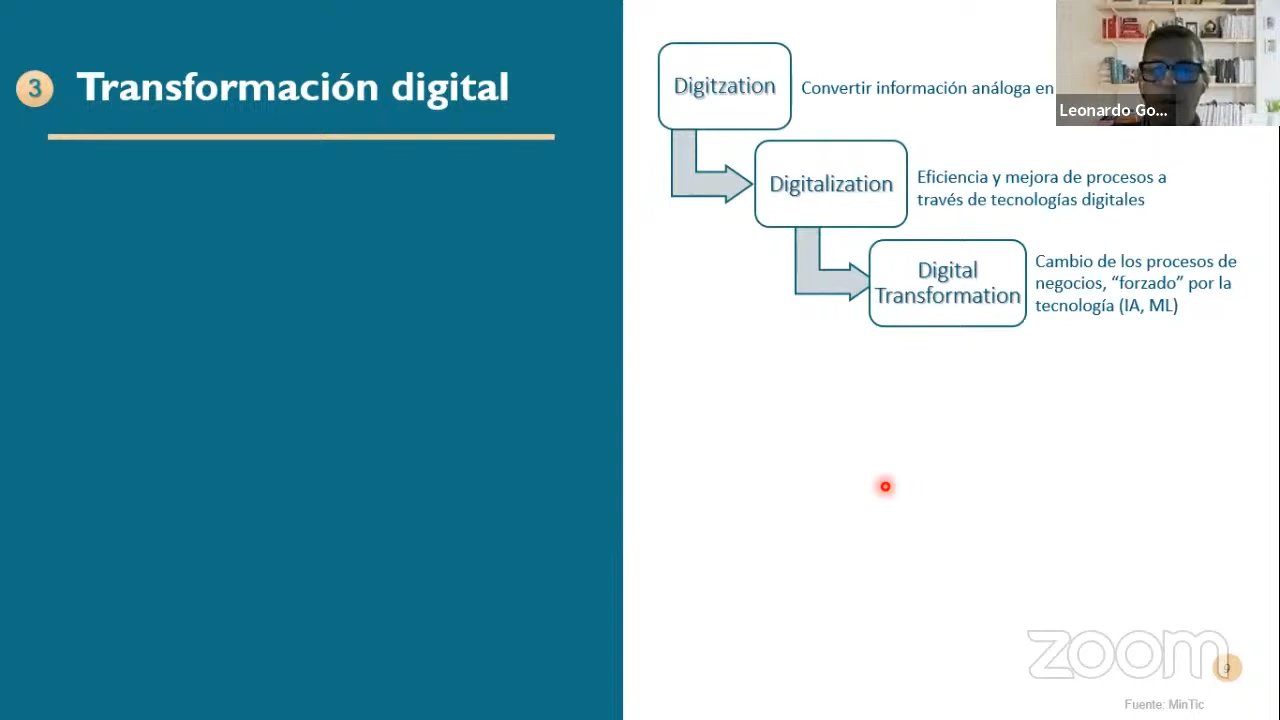 3 Transformación digital
Digitzation
Convertir información análoga en
Leonardo Go...
Digitalization
Eficiencia y mejora de procesos a
través de tecnologías digitales
Digital
Transformation
Cambio de los procesos de
negocios, “forzado” por la
tecnología (IA, ML)
zoom
9
Fuente: MinTic